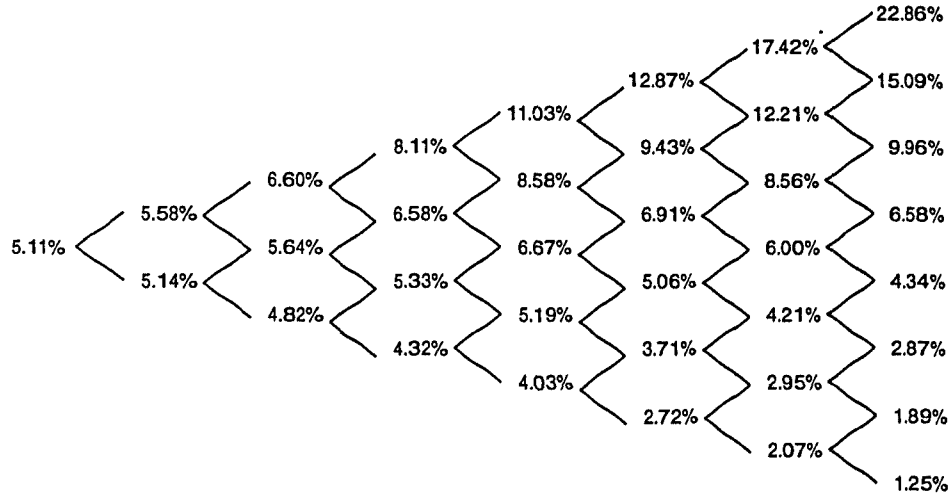 22.86%
17.42%
12.87% 15.09%
11.03% 12.21%
8.11% 9.43% 9.96%
6.60% 8.58% 8.56%
5.58% 6.58% 6.91% 6.58%
5.11% 5.64% 6.67% 6.00%
5.14% 5.33% 5.06% 4.34%
4.82% 5.19% 4.21%
4.32% 3.71% 2.87%
4.03% 2.95%
2.72% 1.89%
2.07%
1.25%